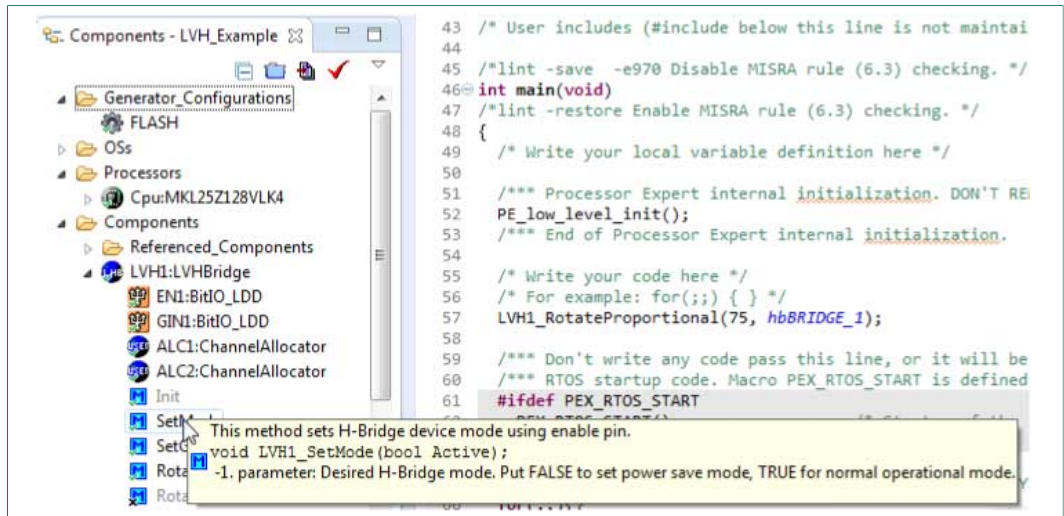 Components - LVH_Example
Generator_Configurations
FLASH
OSs
Processors
Cpu:MKL25Z128VLK4
Components
Referenced_Components
LVH1:LVHBridge
EN1:BitIO_LDD
GIN1:BitIO_LDD
ALC1:ChannelAllocator
ALC2:ChannelAllocator
Init
43 /* User includes (#include below this line is not maintai
44
45 /*lint -save -e970 Disable MISRA rule (6.3) checking. */
46 int main(void)
47 /*lint -restore Enable MISRA rule (6.3) checking. */
48 {
49 /* Write your local variable definition here */
50
51 /*** Processor Expert internal initialization. DON'T RE
52 PE_low_level_init();
53 /*** End of Processor Expert internal initialization.
54
55 /* Write your code here */
56 /* For example: for(;;) { } */
57 LVH1_RotateProportional(75, hbBRIDGE_1);
58
59 /*** Don't write any code pass this line, or it will be
60 /*** RTOS startup code. Macro PEX_RTOS_START is defined
61 #ifdef PEX_RTOS_START
This method sets H-Bridge device mode using enable pin.
void LVH1_SetMode(bool Active);
-1. parameter: Desired H-Bridge mode. Put FALSE to set power save mode, TRUE for normal operational mode.